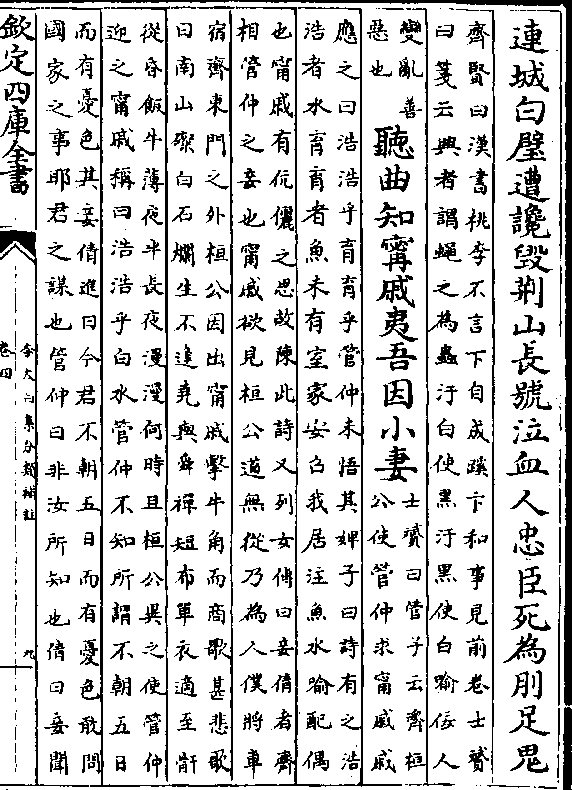 連城白璧遭讒毀荆山長號泣血人忠臣死為刖足鬼
齊賢曰漢書桃李不言下自成蹊卞和事見前卷士贇
曰箋云興者謂蠅之為蟲汙白使黑汙黑使白喻佞人
變亂善
惡也
聽曲知甯戚夷吾因小妻
士贇曰管子云齊桓
公使管仲求甯戚戚
應之曰浩浩乎育育乎管仲未悟其婢子曰詩有之浩
浩者水育育者魚未有室家安召我居注魚水喻配偶
也甯戚有伉儷之思故陳此詩又列女傳曰妾倩者齊
相管仲之妾也甯戚欲見桓公道無從乃為人僕將車
宿齊東門之外桓公因出甯戚擊牛角而商歌甚悲歌
曰南山粲白石爛生不逢堯與舜禪短布單衣適至骭
從昏飯牛薄夜半長夜漫漫何時旦桓公異之使管仲
迎之甯戚稱曰浩浩乎白水管仲不知所謂不朝五日
而有憂色其妾倩進曰今君不朝五日而有憂色敢問
國家之事耶君之謀也管仲曰非汝所知也倩曰妾聞
欽定四庫全書
李太白集分類補註
卷四
九